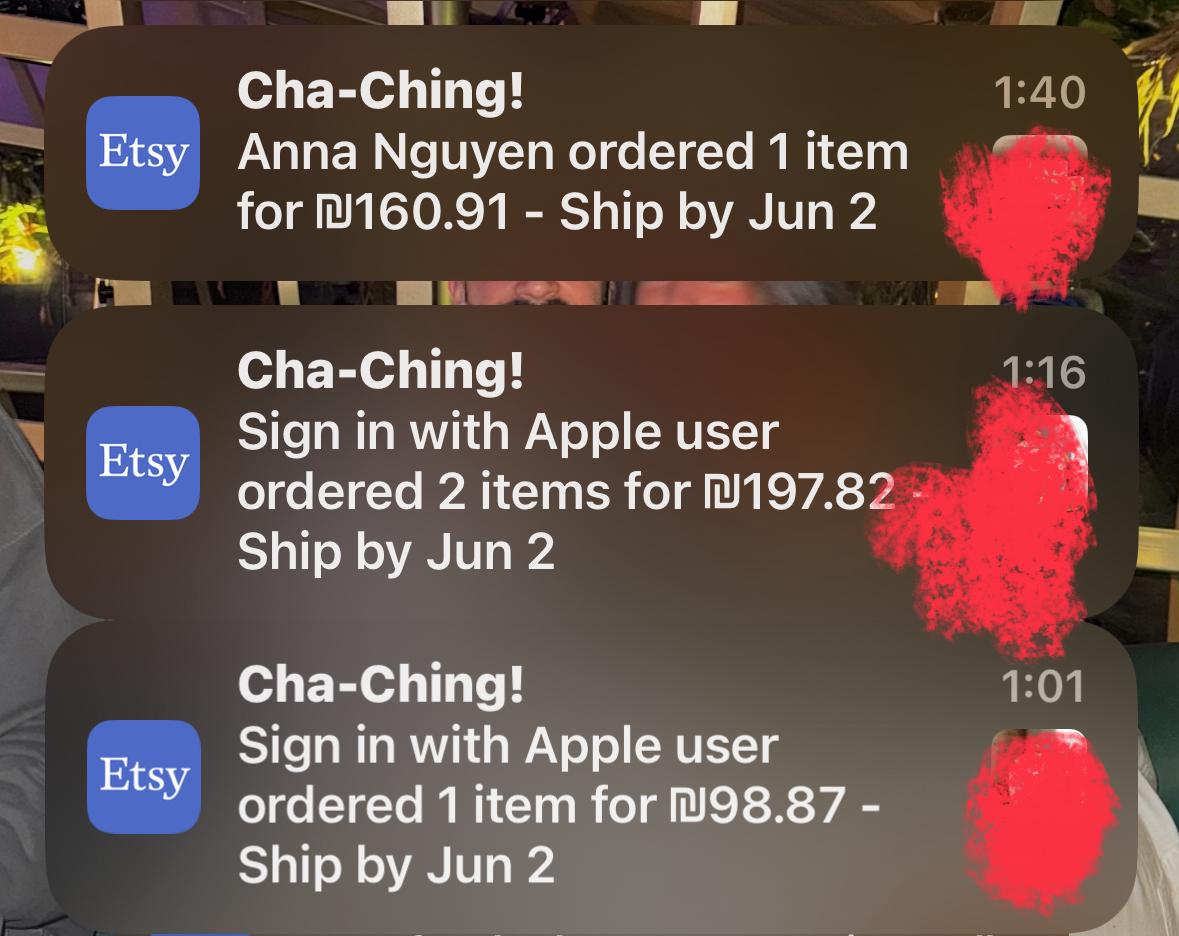 Cha-Ching!
1:40
Etsy
Anna Nguyen ordered 1 item
for ₪160.91 - Ship by Jun 2
Cha-Ching!
1:16
Etsy
Sign in with Apple user
ordered 2 items for ₪197.82 -
Ship by Jun 2
Cha-Ching!
1:01
Etsy
Sign in with Apple user
ordered 1 item for ₪98.87 -
Ship by Jun 2